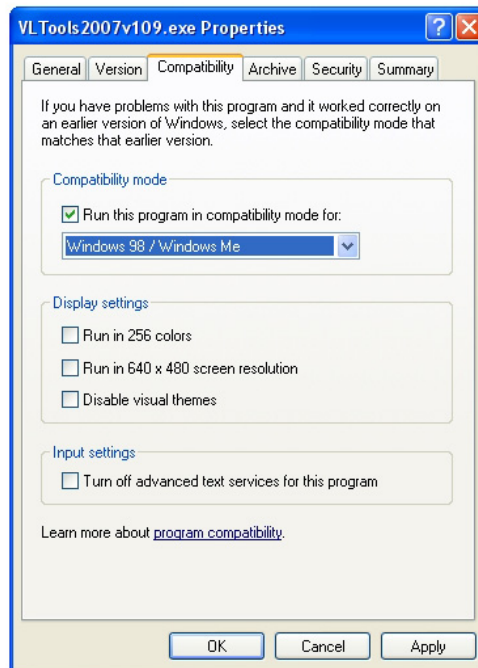 VLTools2007v109.exe Properties
General Version Compatibility Archive Security Summary
If you have problems with this program and it worked correctly on
an earlier version of Windows, select the compatibility mode that
matches that earlier version.
Compatibility mode
Run this program in compatibility mode for:
Windows 98 / Windows Me
Display settings
Run in 256 colors
Run in 640 x 480 screen resolution
Disable visual themes
Input settings
Turn off advanced text services for this program
Learn more about program compatibility.
OK Cancel Apply